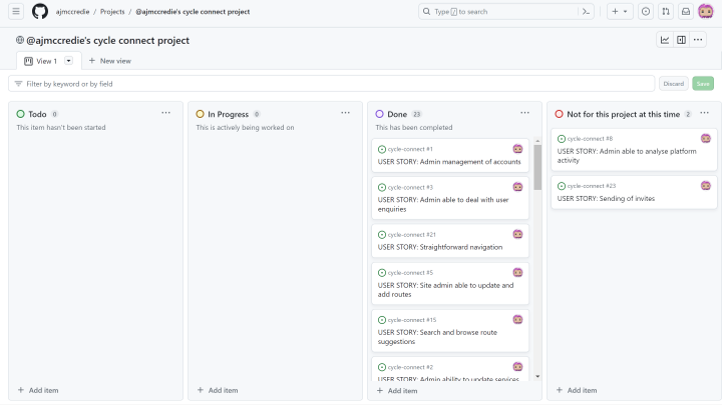 ajmccredie / Projects / @ajmccredie's cycle connect project
Type / to search
@ajmccredie's cycle connect project
View 1
New view
Filter by keyword or by field
Discard
Save
Todo 0
This item hasn't been started
Add item
In Progress 0
This is actively being worked on
Add item
Done 23
This has been completed
cycle-connect #1
USER STORY: Admin management of accounts
cycle-connect #3
USER STORY: Admin able to deal with user
enquiries
cycle-connect #21
USER STORY: Straightforward navigation
cycle-connect #5
USER STORY: Site admin able to update and
add routes
cycle-connect #15
USER STORY: Search and browse route
suggestions
cycle-connect #2
USER STORY: Admin ability to update services
Add item
Not for this project at this time 2
cycle-connect #8
USER STORY: Admin able to analyse platform
activity
cycle-connect #23
USER STORY: Sending of invites
Add item